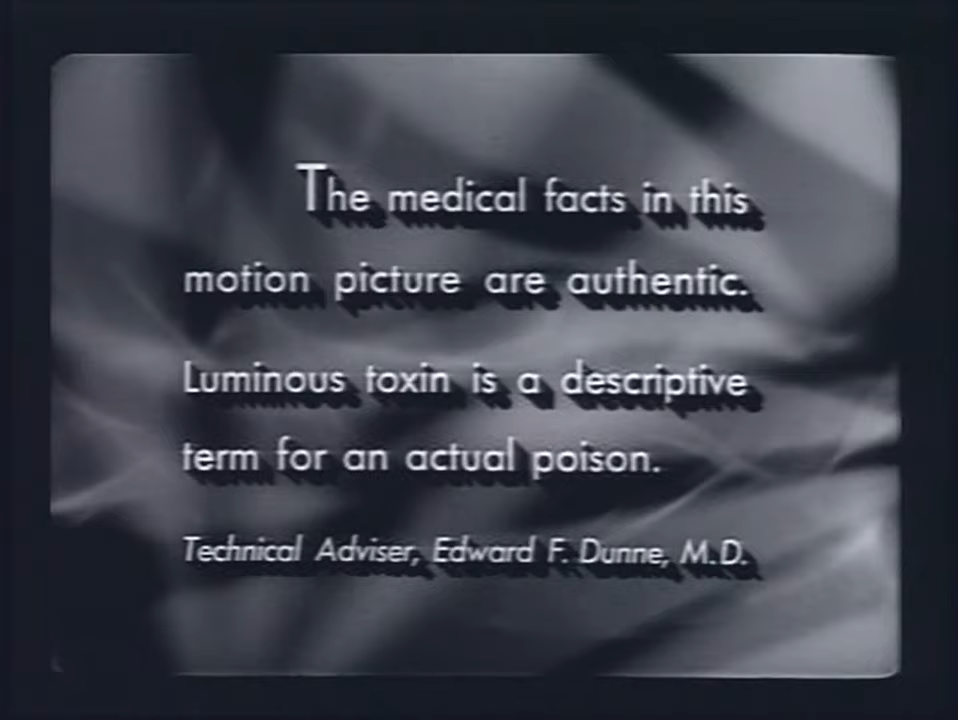 The medical facts in this
motion picture are authentic.
Luminous toxin is a descriptive
term for an actual poison.
Technical Adviser, Edward F. Dunne, M.D.